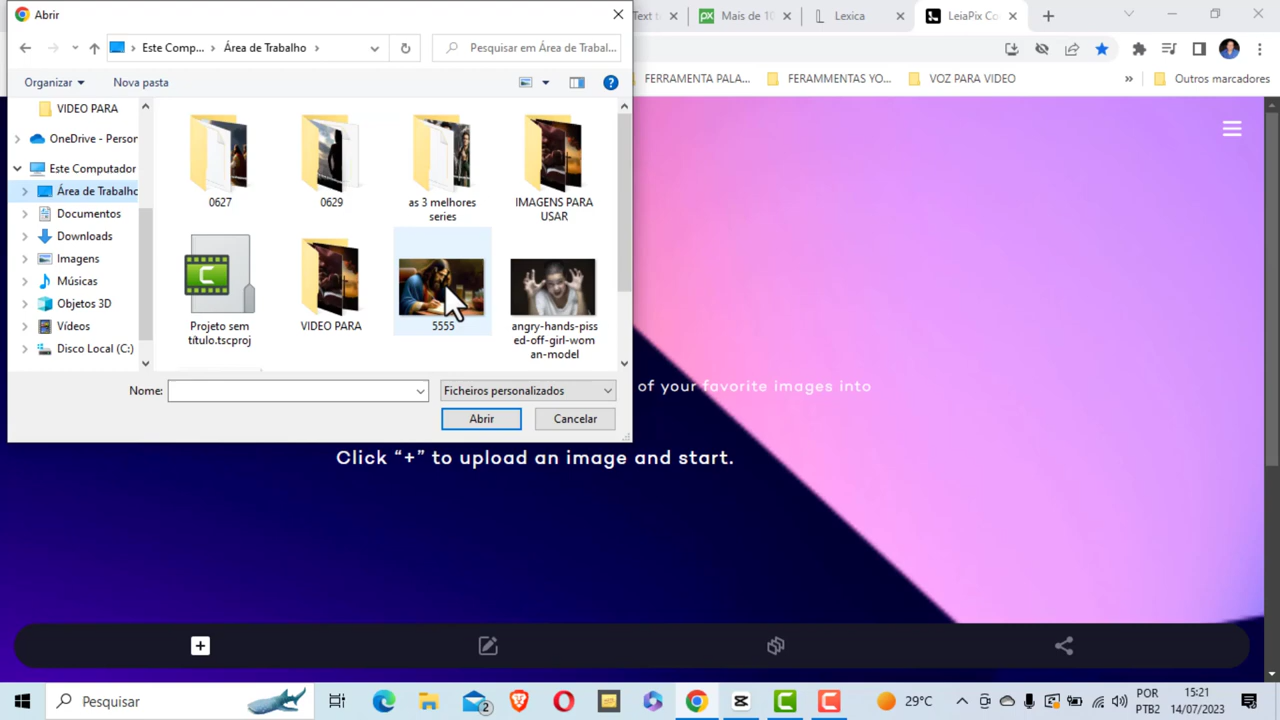 Abrir
Text t
Mais de 10
Lexica
LeiaPix Co
Este Comp...
Área de Trabalho
Pesquisar em Área de Trabal...
Organizar
Nova pasta
FERRAMENTA PALA...
FERAMMENTAS YO...
VOZ PARA VIDEO
»
Outros marcadores
VIDEO PARA
OneDrive - Person
Este Computador
Área de Trabalho
Documentos
Downloads
Imagens
Músicas
Objetos 3D
Vídeos
Disco Local (C:)
0627
0629
as 3 melhores
series
IMAGENS PARA
USAR
C
Projeto sem
título.tscproj
VIDEO PARA
5555
angry-hands-piss
ed-off-girl-wom
an-model
Nome:
Ficheiros personalizados
Abrir
Cancelar
of your favorite images into
Click “+” to upload an image and start.
Pesquisar
2
29°C
POR
PTB2
15:21
14/07/2023